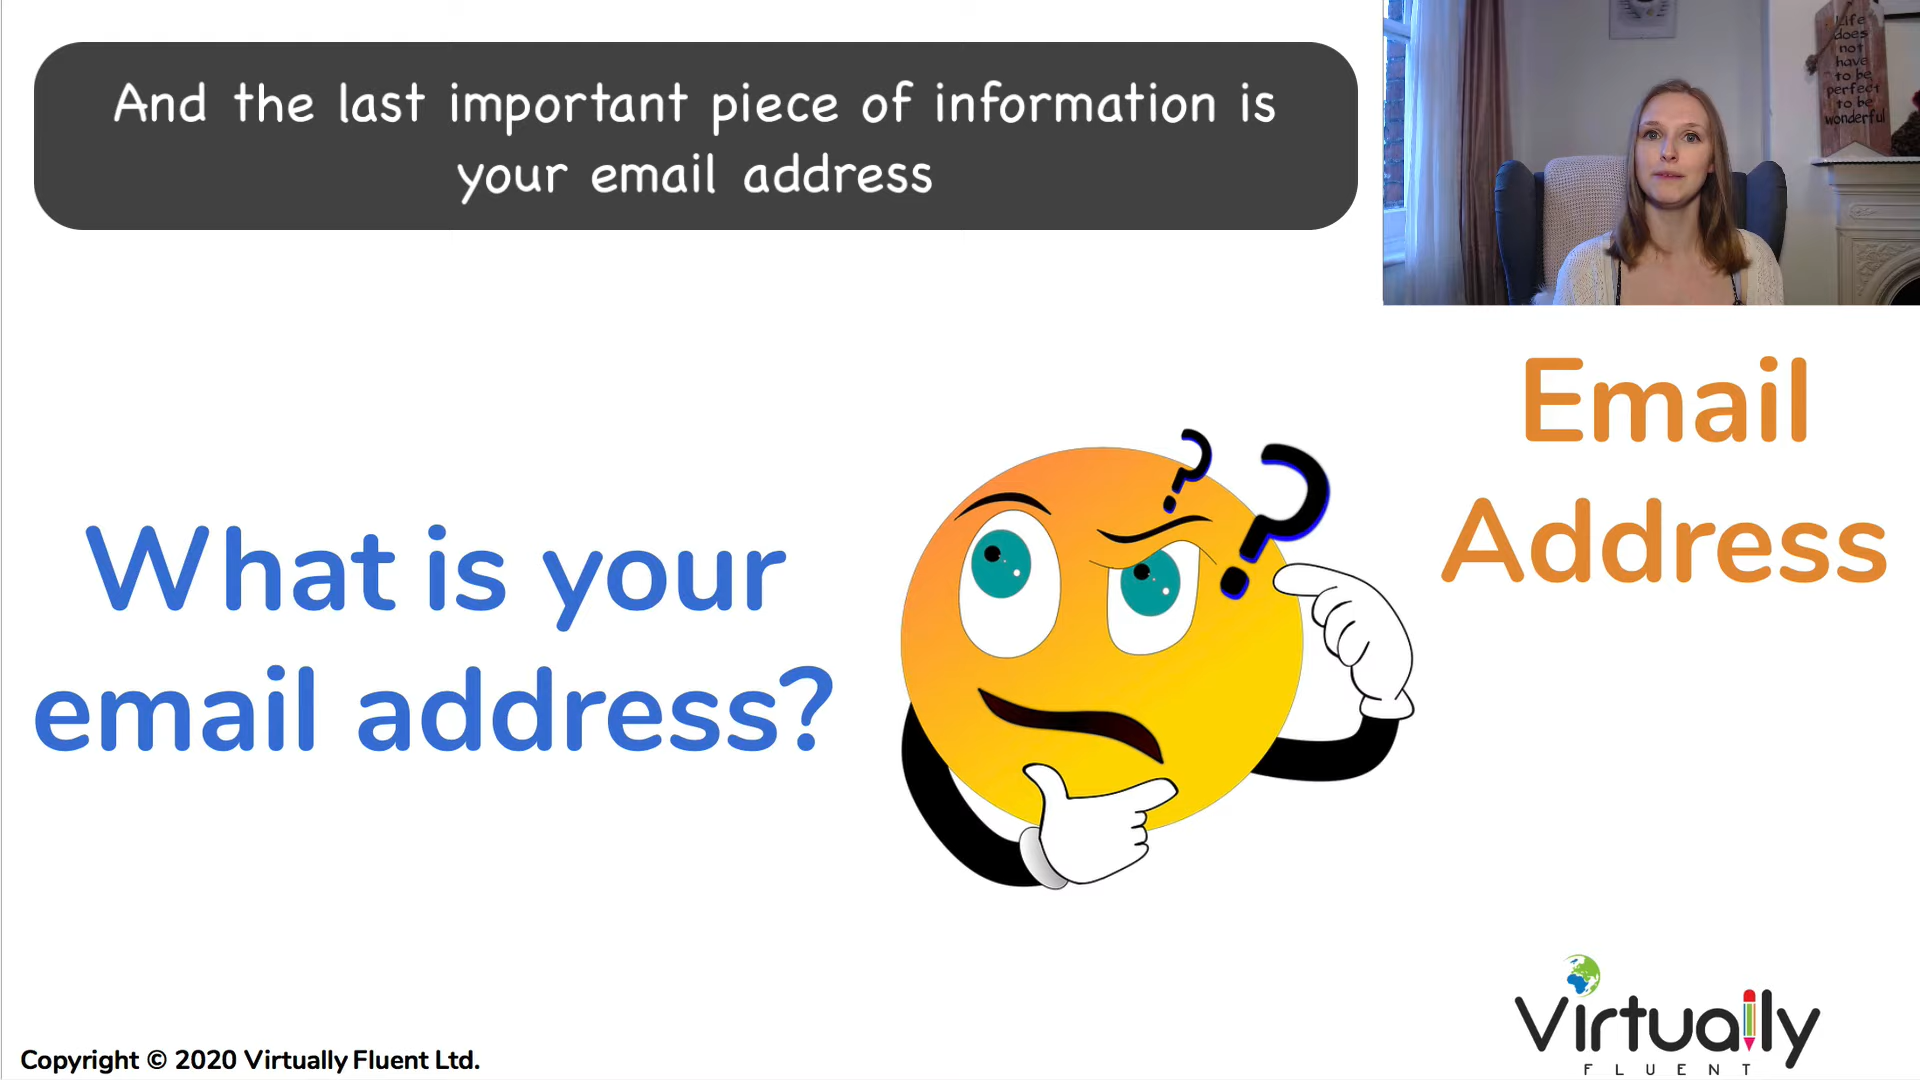 And the last important piece of information is
your email address
Life
does
not
have
to be
perfect
to be
wonderful
Email
Address
What is your
email address?
? ?
Virtually
FLUENT
Copyright © 2020 Virtually Fluent Ltd.